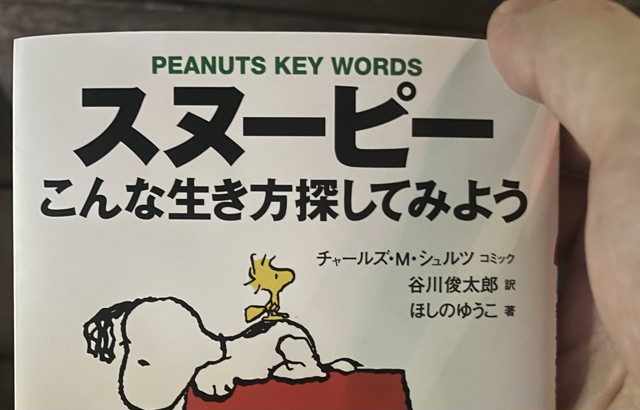 PEANUTS KEY WORDS
スヌーピー
こんな生き方探してみよう
チャールズ・M・シュルツ コミック
谷川俊太郎 訳
ほしのゆうこ 著